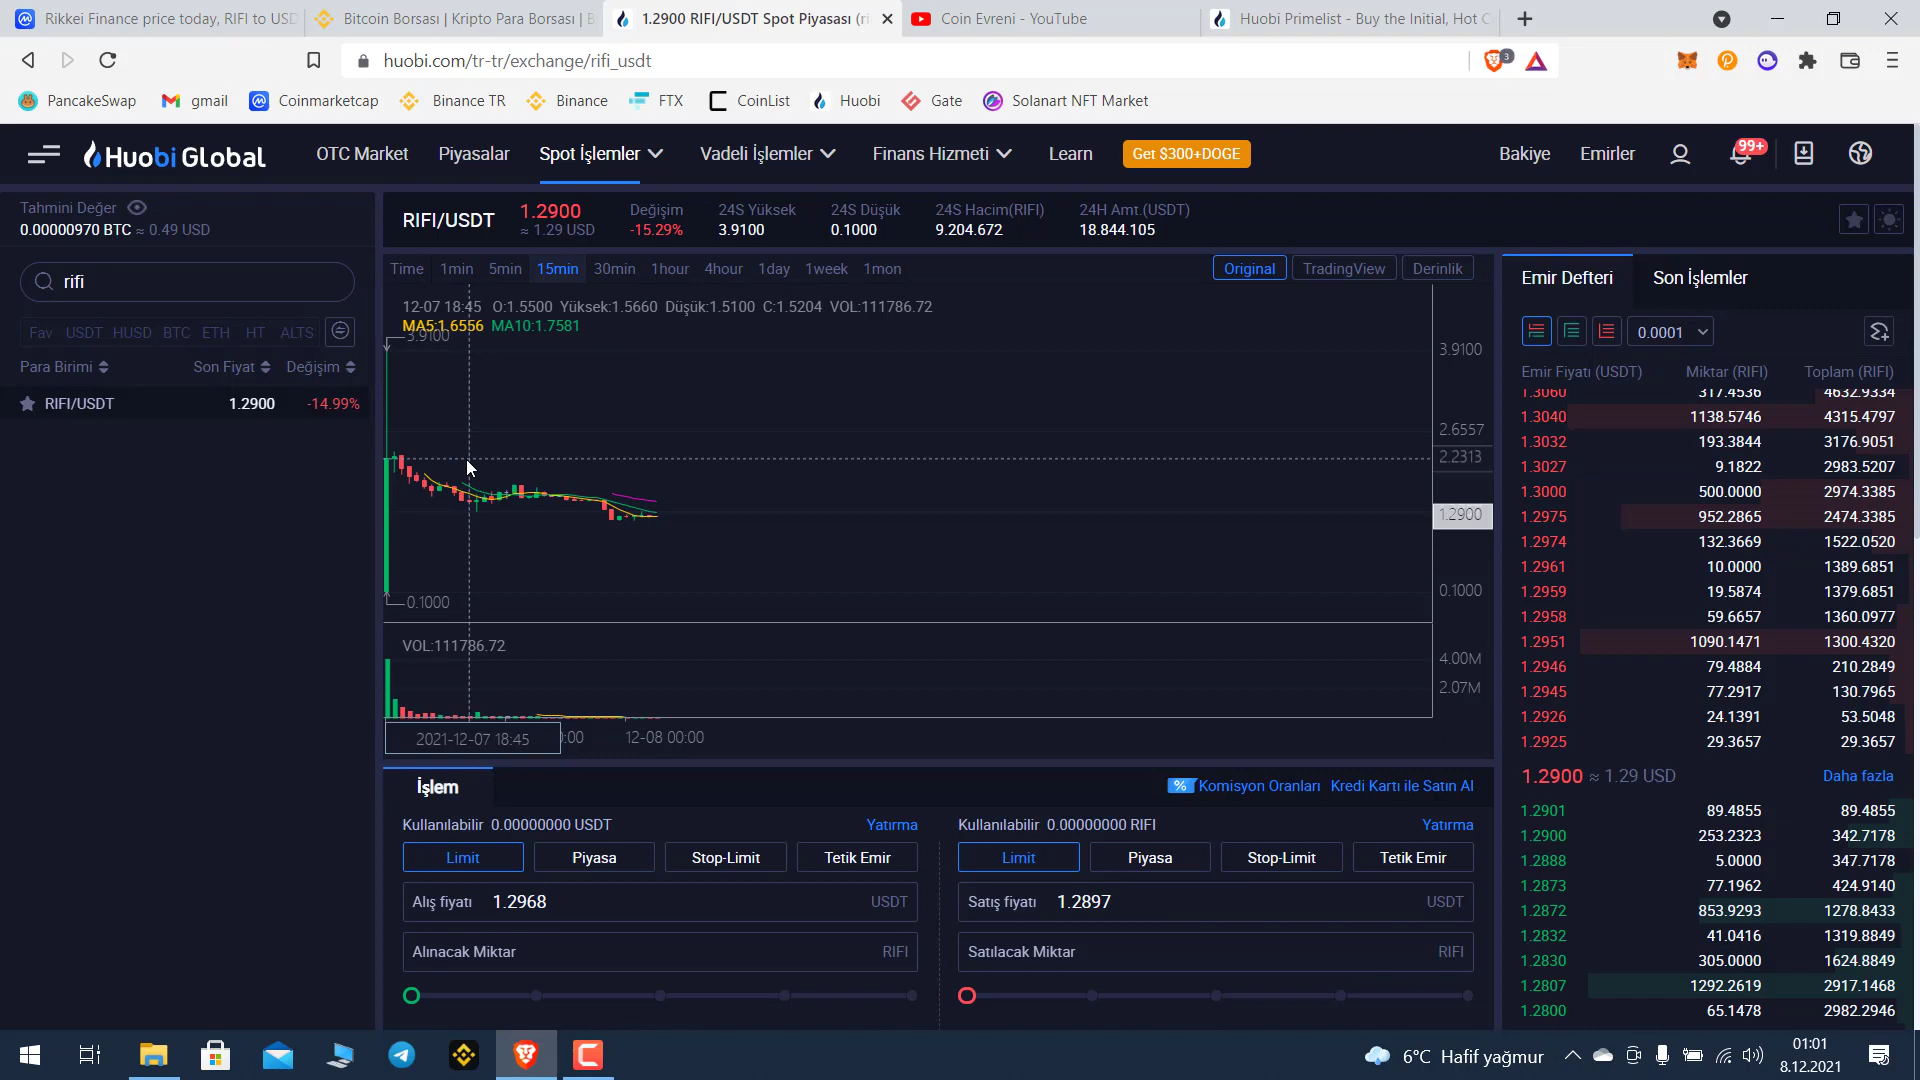 Rikkei Finance price today, RIFI to USD
Bitcoin Borsası | Kripto Para Borsası | B
1.2900 RIFI/USDT Spot Piyasası (ri
Coin Evreni - YouTube
Huobi Primelist - Buy the Initial, Hot C
huobi.com/tr-tr/exchange/rifi_usdt
3
PancakeSwap gmail Coinmarketcap Binance TR Binance FTX CoinList Huobi Gate Solanart NFT Market
Huobi Global OTC Market Piyasalar Spot İşlemler Vadeli İşlemler Finans Hizmeti Learn Get $300+DOGE Bakiye Emirler 99+
Tahmini Değer
0.00000970 BTC ≈ 0.49 USD
rifi
Fav USDT HUSD BTC ETH HT ALTS
Para Birimi Son Fiyat Değişim
RIFI/USDT 1.2900 -14.99%
RIFI/USDT
1.2900
≈ 1.29 USD
Değişim
-15.29%
24S Yüksek
3.9100
24S Düşük
0.1000
24S Hacim(RIFI)
9.204.672
24H Amt.(USDT)
18.844.105
Time 1min 5min 15min 30min 1hour 4hour 1day 1week 1mon
Original TradingView Derinlik
12-07 18:45 O:1.5500 Yüksek:1.5660 Düşük:1.5100 C:1.5204 VOL:111786.72
MA5:1.6556 MA10:1.7581
3.9100
3.9100
2.6557
2.2313
1.2900
0.1000
0.1000
VOL:111786.72
4.00M
2.07M
2021-12-07 18:45
:00
12-08 00:00
İşlem
% Komisyon Oranları Kredi Kartı ile Satın Al
Kullanılabilir 0.00000000 USDT Yatırma
Limit Piyasa Stop-Limit Tetik Emir
Alış fiyatı 1.2968 USDT
Alınacak Miktar RIFI
Kullanılabilir 0.00000000 RIFI Yatırma
Limit Piyasa Stop-Limit Tetik Emir
Satış fiyatı 1.2897 USDT
Satılacak Miktar RIFI
Emir Defteri Son İşlemler
0.0001
Emir Fiyatı (USDT) Miktar (RIFI) Toplam (RIFI)
1.3060 317.4536 4632.9334
1.3040 1138.5746 4315.4797
1.3032 193.3844 3176.9051
1.3027 9.1822 2983.5207
1.3000 500.0000 2974.3385
1.2975 952.2865 2474.3385
1.2974 132.3669 1522.0520
1.2961 10.0000 1389.6851
1.2959 19.5874 1379.6851
1.2958 59.6657 1360.0977
1.2951 1090.1471 1300.4320
1.2946 79.4884 210.2849
1.2945 77.2917 130.7965
1.2926 24.1391 53.5048
1.2925 29.3657 29.3657
1.2900 ≈ 1.29 USD Daha fazla
1.2901 89.4855 89.4855
1.2900 253.2323 342.7178
1.2888 5.0000 347.7178
1.2873 77.1962 424.9140
1.2872 853.9293 1278.8433
1.2832 41.0416 1319.8849
1.2830 305.0000 1624.8849
1.2807 1292.2619 2917.1468
1.2800 65.1478 2982.2946
6°C Hafif yağmur
01:01
8.12.2021